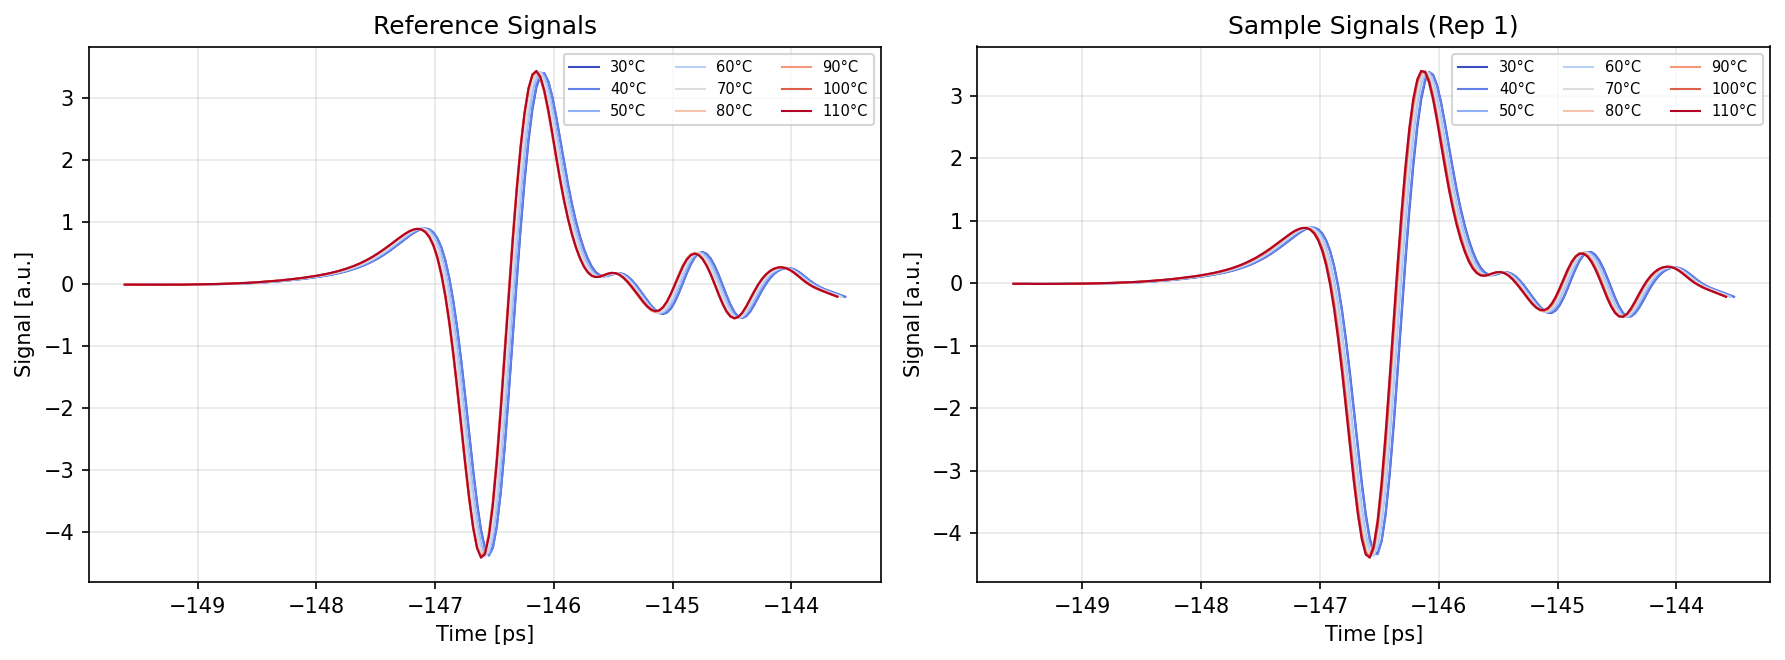 Reference Signals
Signal [a.u.]
3
2
1
0
−1
−2
−3
−4
30°C 60°C 90°C
40°C 70°C 100°C
50°C 80°C 110°C
−149 −148 −147 −146 −145 −144
Time [ps]
Sample Signals (Rep 1)
Signal [a.u.]
3
2
1
0
−1
−2
−3
−4
30°C 60°C 90°C
40°C 70°C 100°C
50°C 80°C 110°C
−149 −148 −147 −146 −145 −144
Time [ps]